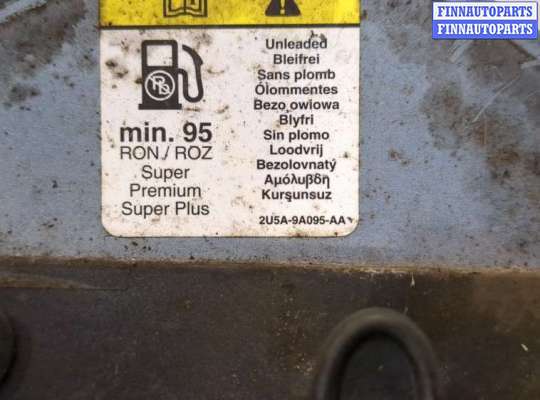 FINNAUTOPARTS
FINNAUTOPARTS
Pb
min. 95
RON / ROZ
Super
Premium
Super Plus
Unleaded
Bleifrei
Sans plomb
Ólommentes
Bezo owiowa
Blyfri
Sin plomo
Loodvrij
Bezolovnatý
Αμόλυβδη
Kurşunsuz
2U5A-9A095-AA